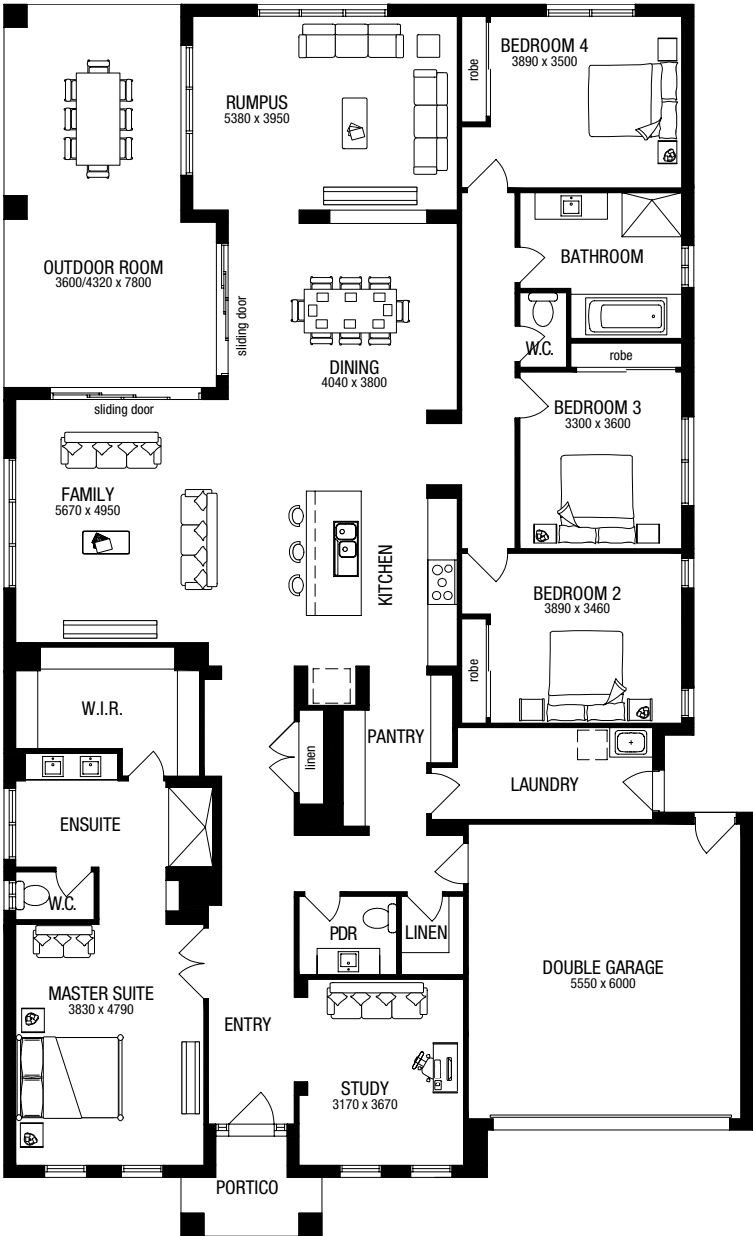 BEDROOM 4
3890 x 3500
robe
RUMPUS
5380 x 3950
BATHROOM
OUTDOOR ROOM
3600/4320 x 7800
sliding door
W.C.
robe
DINING
4040 x 3800
sliding door
BEDROOM 3
3300 x 3600
FAMILY
5670 x 4950
KITCHEN
BEDROOM 2
3890 x 3460
robe
W.I.R.
PANTRY
linen
LAUNDRY
ENSUITE
W.C.
PDR
LINEN
DOUBLE GARAGE
5550 x 6000
MASTER SUITE
3830 x 4790
ENTRY
STUDY
3170 x 3670
PORTICO